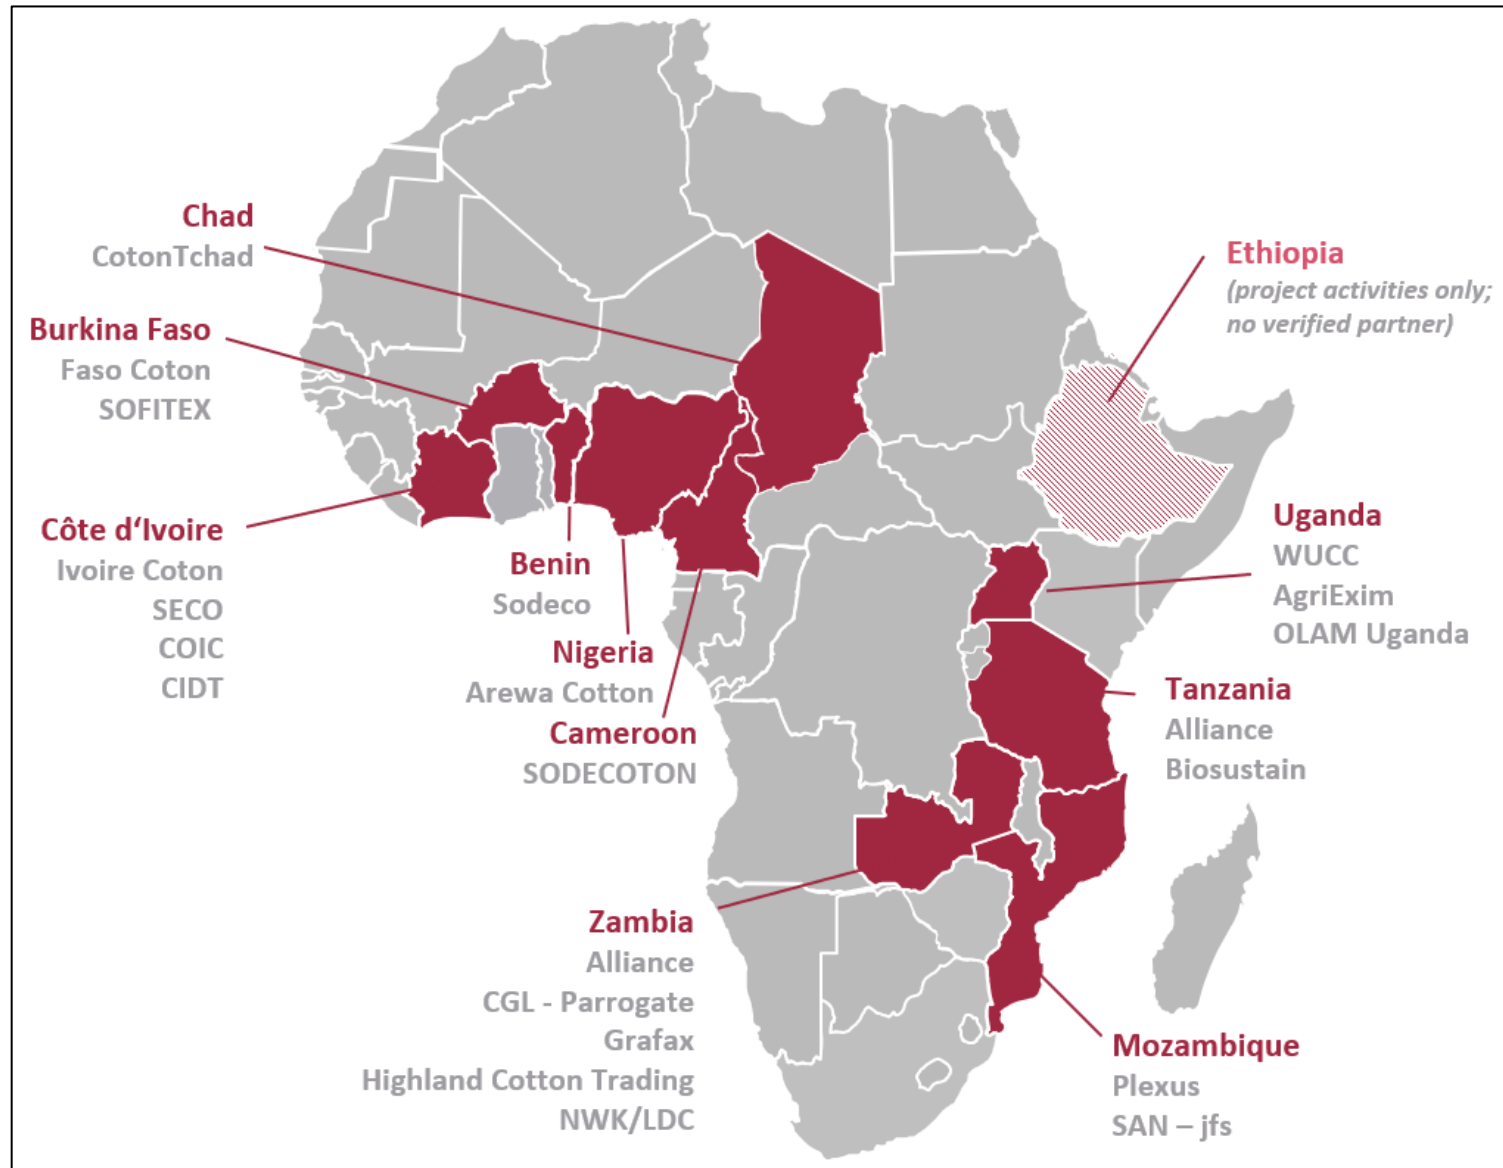 Chad
CotonTchad
Burkina Faso
Faso Coton
SOFITEX
Côte d‘Ivoire
Ivoire Coton
SECO
COIC
CIDT
Benin
Sodeco
Nigeria
Arewa Cotton
Cameroon
SODECOTON
Ethiopia
(project activities only;
no verified partner)
Uganda
WUCC
AgriExim
OLAM Uganda
Tanzania
Alliance
Biosustain
Zambia
Alliance
CGL - Parrogate
Grafax
Highland Cotton Trading
NWK/LDC
Mozambique
Plexus
SAN – jfs